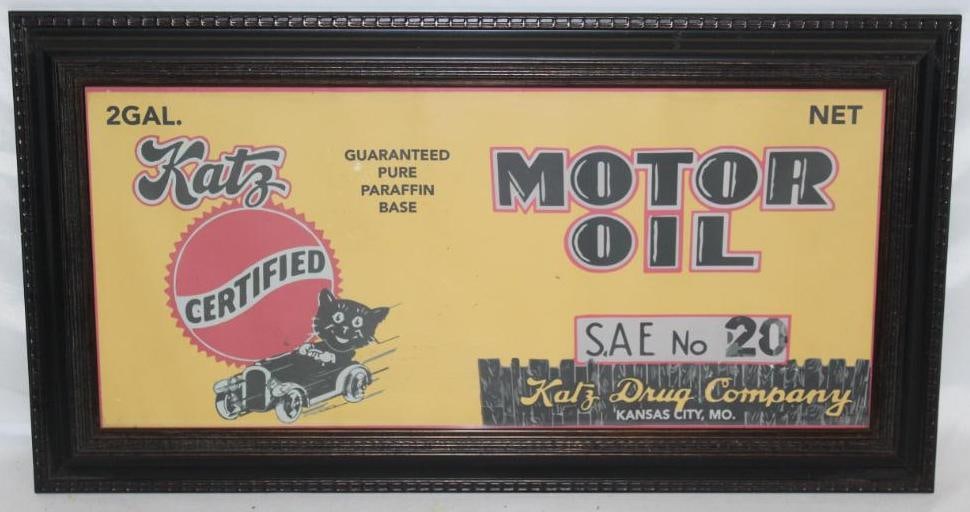 2GAL.
NET
Katz
CERTIFIED
GUARANTEED
PURE
PARAFFIN
BASE
MOTOR
OIL
S.A E No 20
Katz Drug Company
KANSAS CITY, MO.